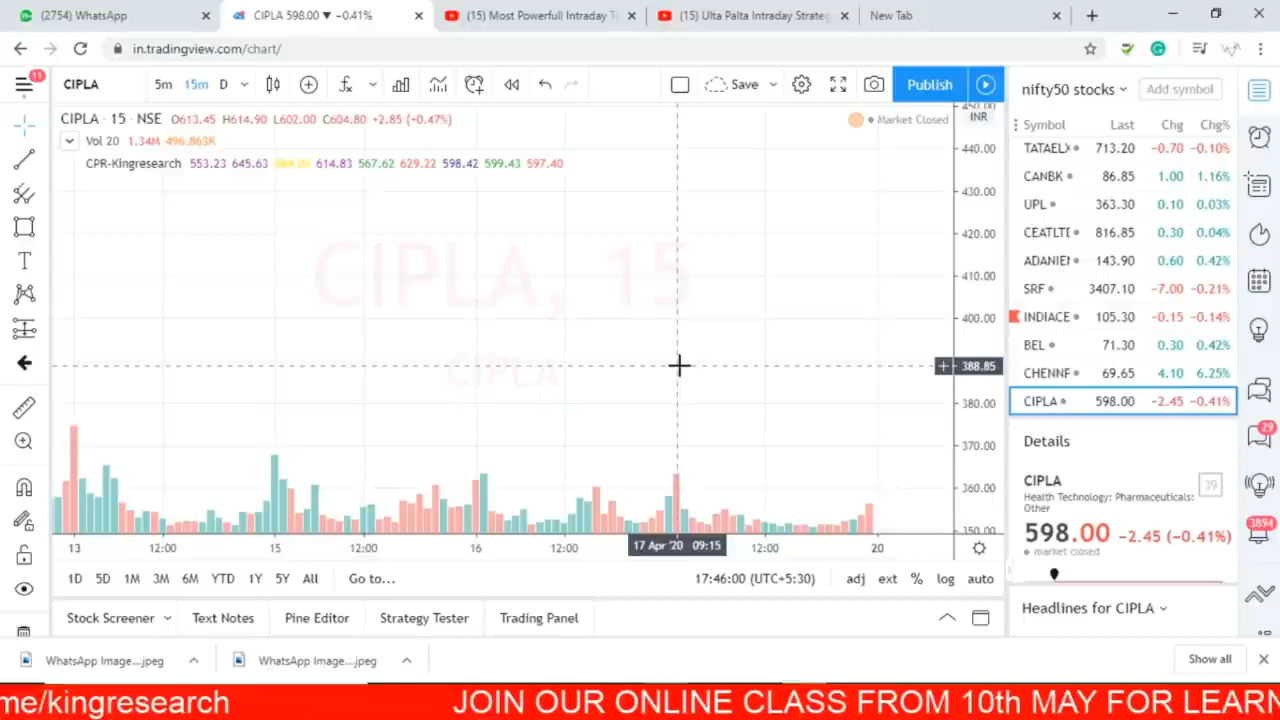 (2754) WhatsApp
CIPLA 598.00 ▼ −0.41%
(15) Most Powerfull Intraday T
(15) Ulta Palta Intraday Strateg
New Tab
in.tradingview.com/chart/
11
CIPLA
5m 15m D
Save
Publish
nifty50 stocks
Add symbol
CIPLA · 15 · NSE O613.45 H614.90 L602.00 C604.80 +2.85 (+0.47%)
Market Closed
INR
Vol 20 1.34M 496.863K
CPR-Kingresearch 553.23 645.63 614.83 567.62 629.22 598.42 599.43 597.40
CIPLA, 15
CIPLA
450.00
440.00
430.00
420.00
410.00
400.00
388.85
380.00
370.00
360.00
350.00
13 12:00 15 12:00 16 12:00 17 Apr '20 09:15 12:00 20
Symbol Last Chg Chg%
TATAELX 713.20 −0.70 −0.10%
CANBK 86.85 1.00 1.16%
UPL 363.30 0.10 0.03%
CEATLTD 816.85 0.30 0.04%
ADANIEN 143.90 0.60 0.42%
SRF 3407.10 −7.00 −0.21%
INDIACE 105.30 −0.15 −0.14%
BEL 71.30 0.30 0.42%
CHENNP 69.65 4.10 6.25%
CIPLA 598.00 −2.45 −0.41%
Details
CIPLA
39
Health Technology: Pharmaceuticals:
Other
598.00 −2.45 (−0.41%)
market closed
Headlines for CIPLA
29
3894
1D 5D 1M 3M 6M YTD 1Y 5Y All Go to...
17:46:00 (UTC+5:30) adj ext % log auto
Stock Screener Text Notes Pine Editor Strategy Tester Trading Panel
WhatsApp Image....jpeg
WhatsApp Image....jpeg
Show all
me/kingresearch JOIN OUR ONLINE CLASS FROM 10th MAY FOR LEARN